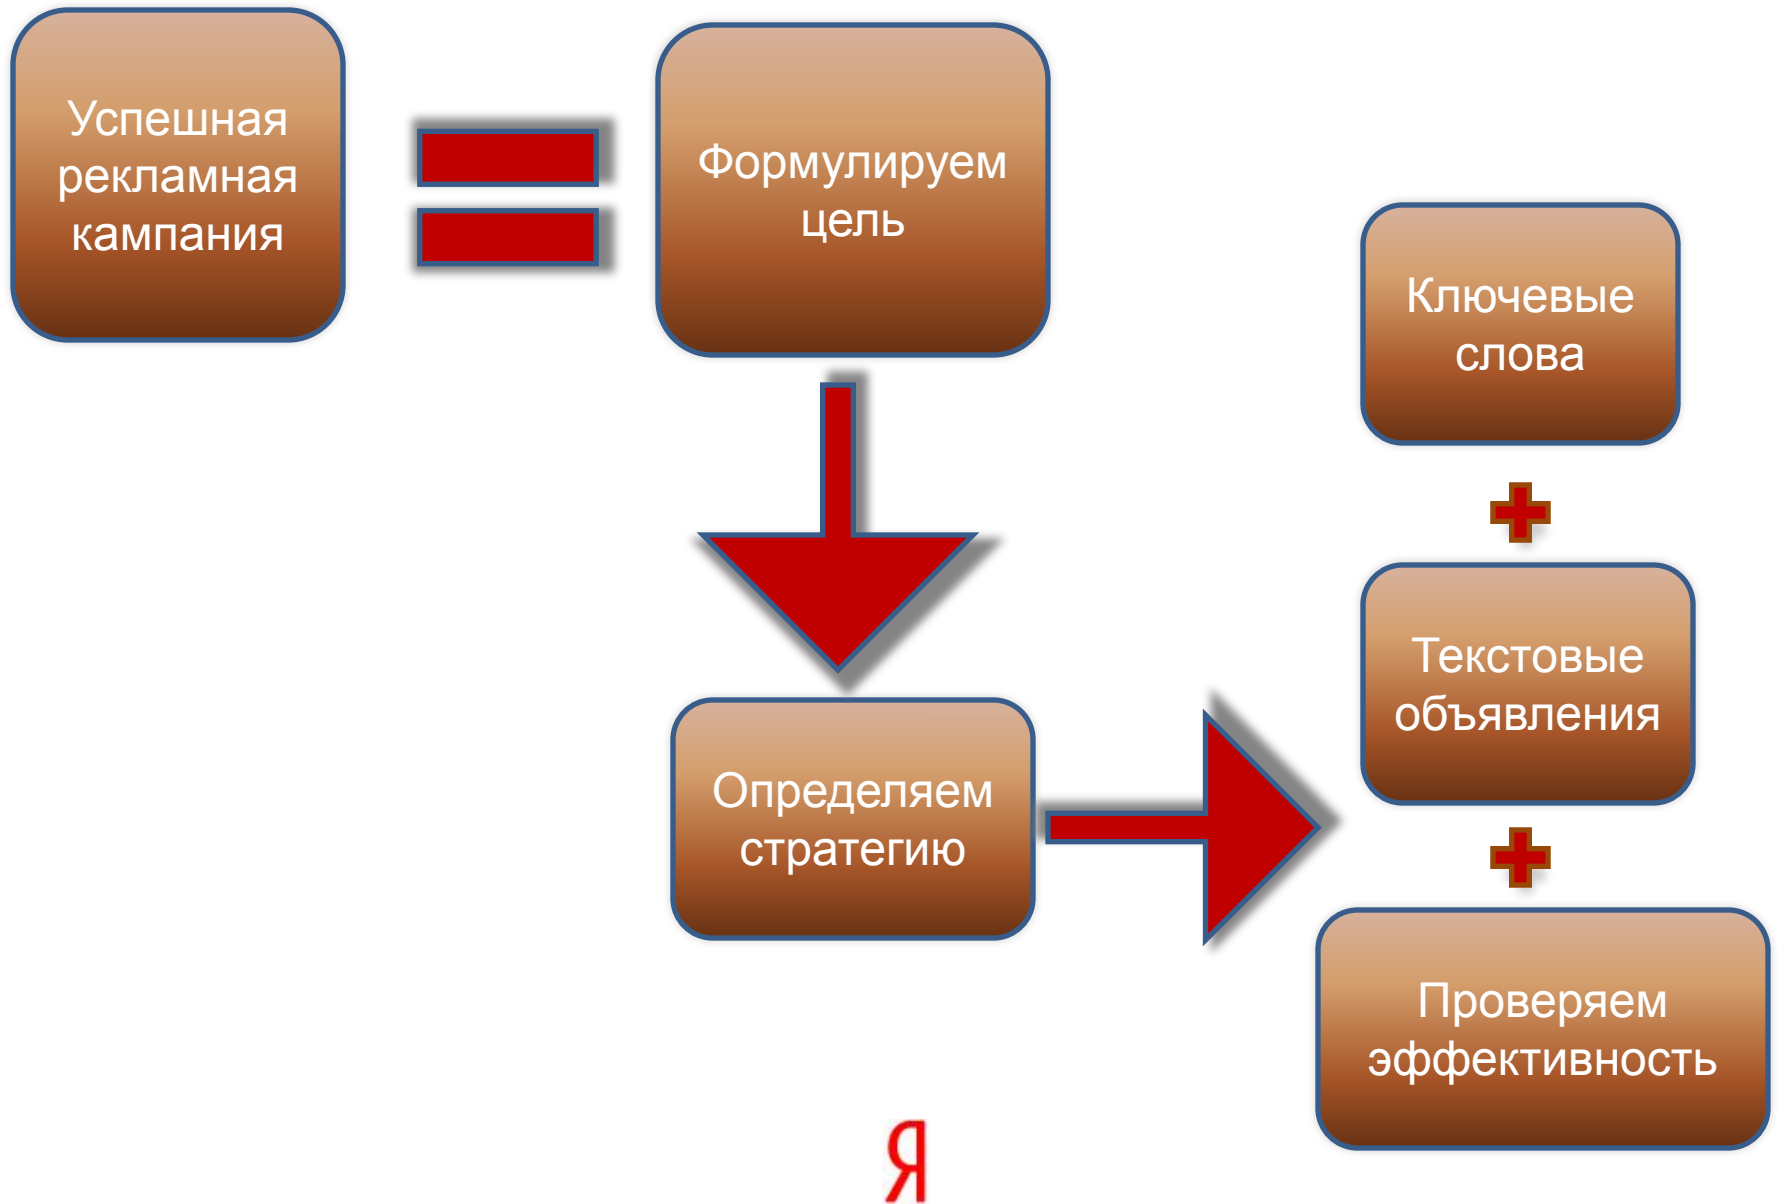 Успешная
рекламная
кампания
Формулируем
цель
Ключевые
слова
Текстовые
объявления
Определяем
стратегию
Проверяем
эффективность
Я